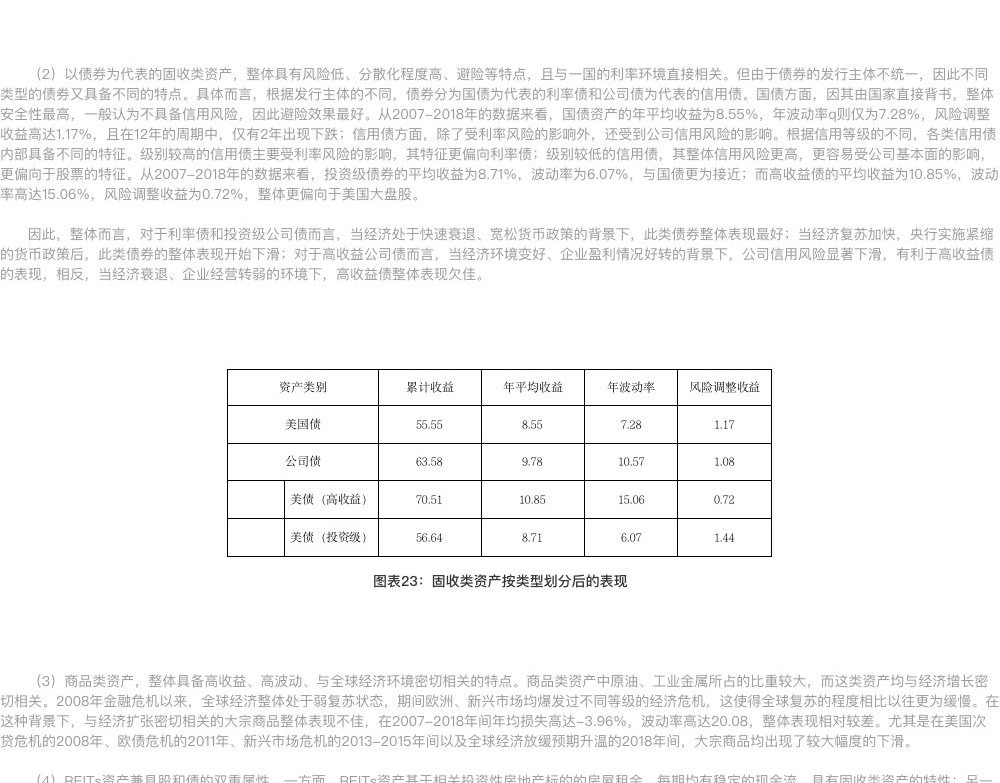 （2）以债券为代表的固收类资产，整体具有风险低、分散化程度高、避险等特点，且与一国的利率环境直接相关。但由于债券的发行主体不统一，因此不同
类型的债券又具备不同的特点。具体而言，根据发行主体的不同，债券分为国债为代表的利率债和公司债为代表的信用债。国债方面，因其由国家直接背书，整体
安全性最高，一般认为不具备信用风险，因此避险效果最好。从2007-2018年的数据来看，国债资产的年平均收益为8.55%，年波动率q则仅为7.28%，风险调整
收益高达1.17%，且在12年的周期中，仅有2年出现下跌；信用债方面，除了受利率风险的影响外，还受到公司信用风险的影响。根据信用等级的不同，各类信用债
内部具备不同的特征。级别较高的信用债主要受利率风险的影响，其特征更偏向利率债；级别较低的信用债，其整体信用风险更高，更容易受公司基本面的影响，
更偏向于股票的特征。从2007-2018年的数据来看，投资级债券的平均收益为8.71%，波动率为6.07%，与国债更为接近；而高收益债的平均收益为10.85%，波动
率高达15.06%，风险调整收益为0.72%，整体更偏向于美国大盘股。
因此，整体而言，对于利率债和投资级公司债而言，当经济处于快速衰退、宽松货币政策的背景下，此类债券整体表现最好；当经济复苏加快，央行实施紧缩
的货币政策后，此类债券的整体表现开始下滑；对于高收益公司债而言，当经济环境变好、企业盈利情况好转的背景下，公司信用风险显著下滑，有利于高收益债
的表现，相反，当经济衰退、企业经营转弱的环境下，高收益债整体表现欠佳。
资产类别 累计收益 年平均收益 年波动率 风险调整收益
美国债 55.55 8.55 7.28 1.17
公司债 63.58 9.78 10.57 1.08
美债（高收益） 70.51 10.85 15.06 0.72
美债（投资级） 56.64 8.71 6.07 1.44
图表23：固收类资产按类型划分后的表现
（3）商品类资产，整体具备高收益、高波动、与全球经济环境密切相关的特点。商品类资产中原油、工业金属所占的比重较大，而这类资产均与经济增长密
切相关。2008年金融危机以来，全球经济整体处于弱复苏状态，期间欧洲、新兴市场均爆发过不同等级的经济危机，这使得全球复苏的程度相比以往更为缓慢。在
这种背景下，与经济扩张密切相关的大宗商品整体表现不佳，在2007-2018年间年均损失高达-3.96%，波动率高达20.08，整体表现相对较差。尤其是在美国次
贷危机的2008年、欧债危机的2011年、新兴市场危机的2013-2015年间以及全球经济放缓预期升温的2018年间，大宗商品均出现了较大幅度的下滑。
（4）REITs资产兼具股和债的双重属性。一方面，REITs资产基于相关投资性房地产标的的房屋租金，每期均有稳定的现金流，具有固收类资产的特性；另一